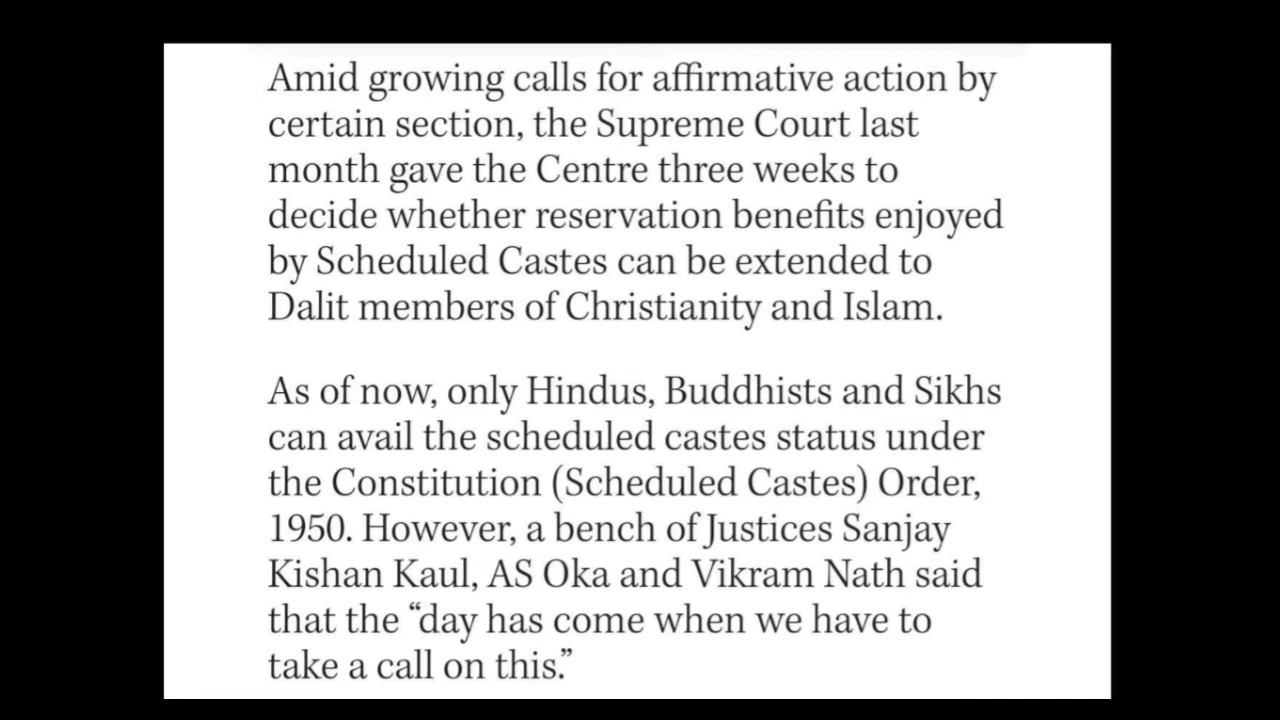 Amid growing calls for affirmative action by
certain section, the Supreme Court last
month gave the Centre three weeks to
decide whether reservation benefits enjoyed
by Scheduled Castes can be extended to
Dalit members of Christianity and Islam.
As of now, only Hindus, Buddhists and Sikhs
can avail the scheduled castes status under
the Constitution (Scheduled Castes) Order,
1950. However, a bench of Justices Sanjay
Kishan Kaul, AS Oka and Vikram Nath said
that the “day has come when we have to
take a call on this.”